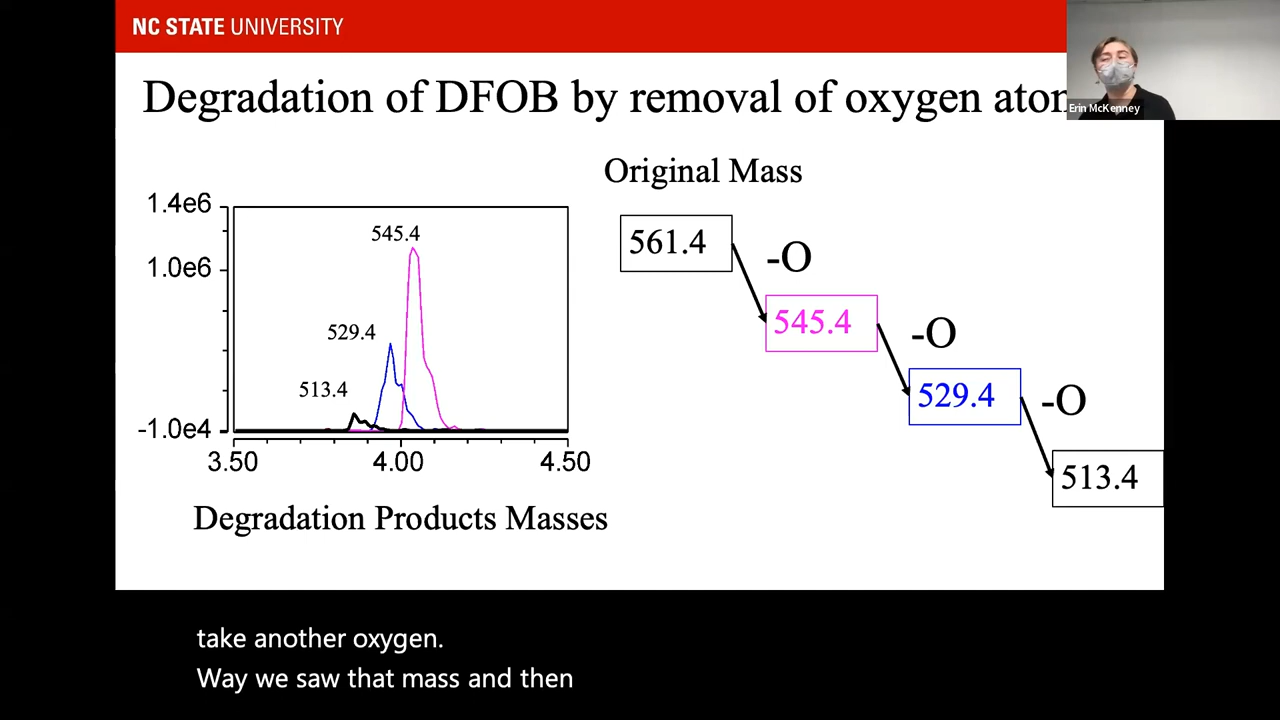 NC STATE UNIVERSITY
Degradation of DFOB by removal of oxygen
Erin McKenney
Original Mass
1.4e6
1.0e6
-1.0e4
545.4
529.4
513.4
3.50
4.00
4.50
561.4
-O
545.4
-O
529.4
-O
513.4
Degradation Products Masses
take another oxygen.
Way we saw that mass and then